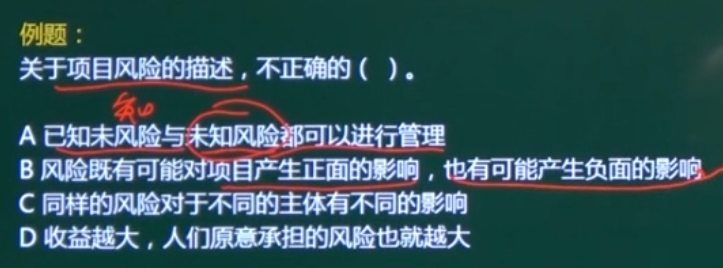 例题：
关于项目风险的描述，不正确的（ ）。
知
A 已知未风险与未知风险都可以进行管理
B 风险既有可能对项目产生正面的影响，也有可能产生负面的影响
C 同样的风险对于不同的主体有不同的影响
D 收益越大，人们原意承担的风险也就越大